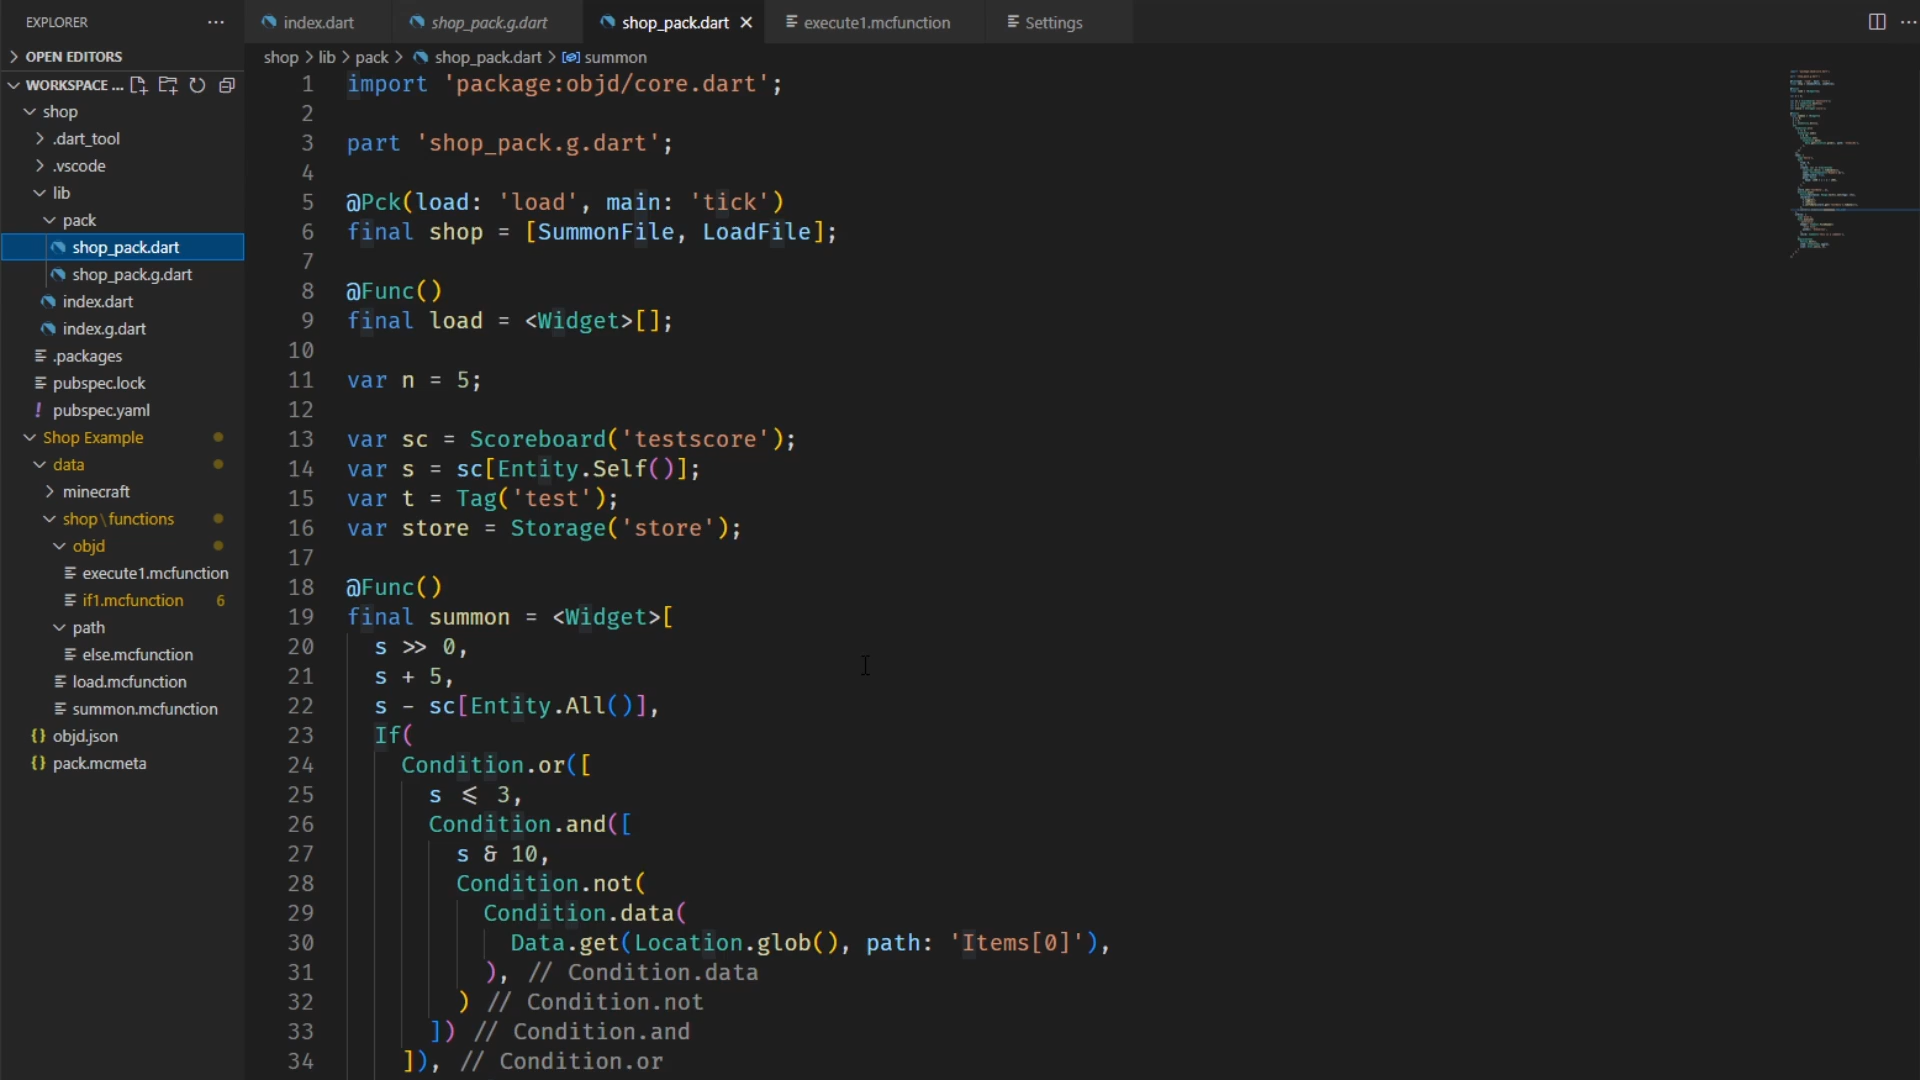 EXPLORER
OPEN EDITORS
WORKSPACE ...
shop
.dart_tool
.vscode
lib
pack
shop_pack.dart
shop_pack.g.dart
index.dart
index.g.dart
.packages
pubspec.lock
! pubspec.yaml
Shop Example
data
minecraft
shop\functions
objd
execute1.mcfunction
if1.mcfunction 6
path
else.mcfunction
load.mcfunction
summon.mcfunction
{} objd.json
{} pack.mcmeta
index.dart shop_pack.g.dart shop_pack.dart execute1.mcfunction Settings
shop > lib > pack > shop_pack.dart > summon
1 import 'package:objd/core.dart';
2
3 part 'shop_pack.g.dart';
4
5 @Pck(load: 'load', main: 'tick')
6 final shop = [SummonFile, LoadFile];
7
8 @Func()
9 final load = <Widget>[];
10
11 var n = 5;
12
13 var sc = Scoreboard('testscore');
14 var s = sc[Entity.Self()];
15 var t = Tag('test');
16 var store = Storage('store');
17
18 @Func()
19 final summon = <Widget>[
20 s >> 0,
21 s + 5,
22 s - sc[Entity.All()],
23 If(
24 Condition.or([
25 s <= 3,
26 Condition.and([
27 s & 10,
28 Condition.not(
29 Condition.data(
30 Data.get(Location.glob(), path: 'Items[0]'),
31 ), // Condition.data
32 ) // Condition.not
33 ]) // Condition.and
34 ]), // Condition.or